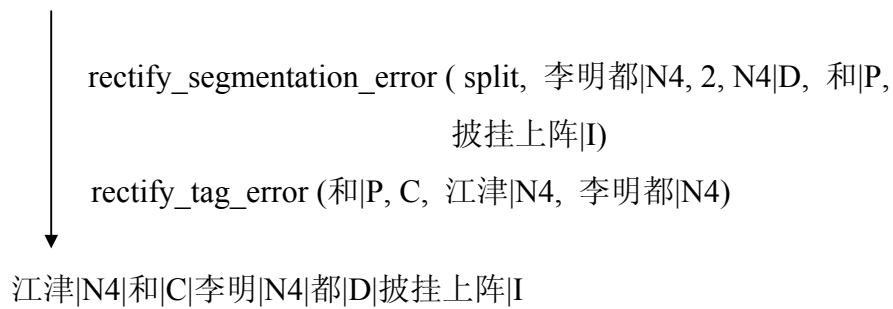 rectify_segmentation_error ( split, 李明都|N4, 2, N4|D, 和|P,
披挂上阵|I)
rectify_tag_error (和|P, C, 江津|N4, 李明都|N4)
江津|N4|和|C|李明|N4|都|D|披挂上阵|I